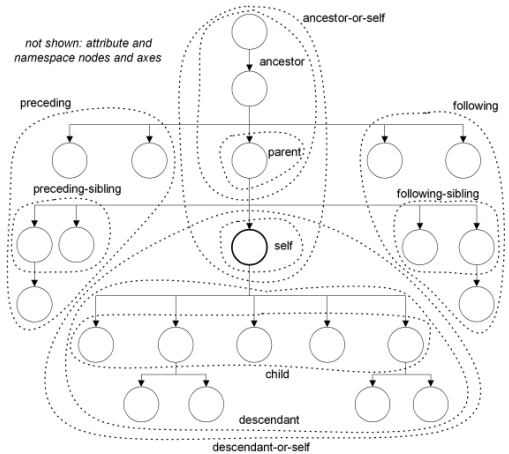 ancestor-or-self
not shown: attribute and
namespace nodes and axes
ancestor
preceding
following
parent
preceding-sibling
following-sibling
self
child
descendant
descendant-or-self